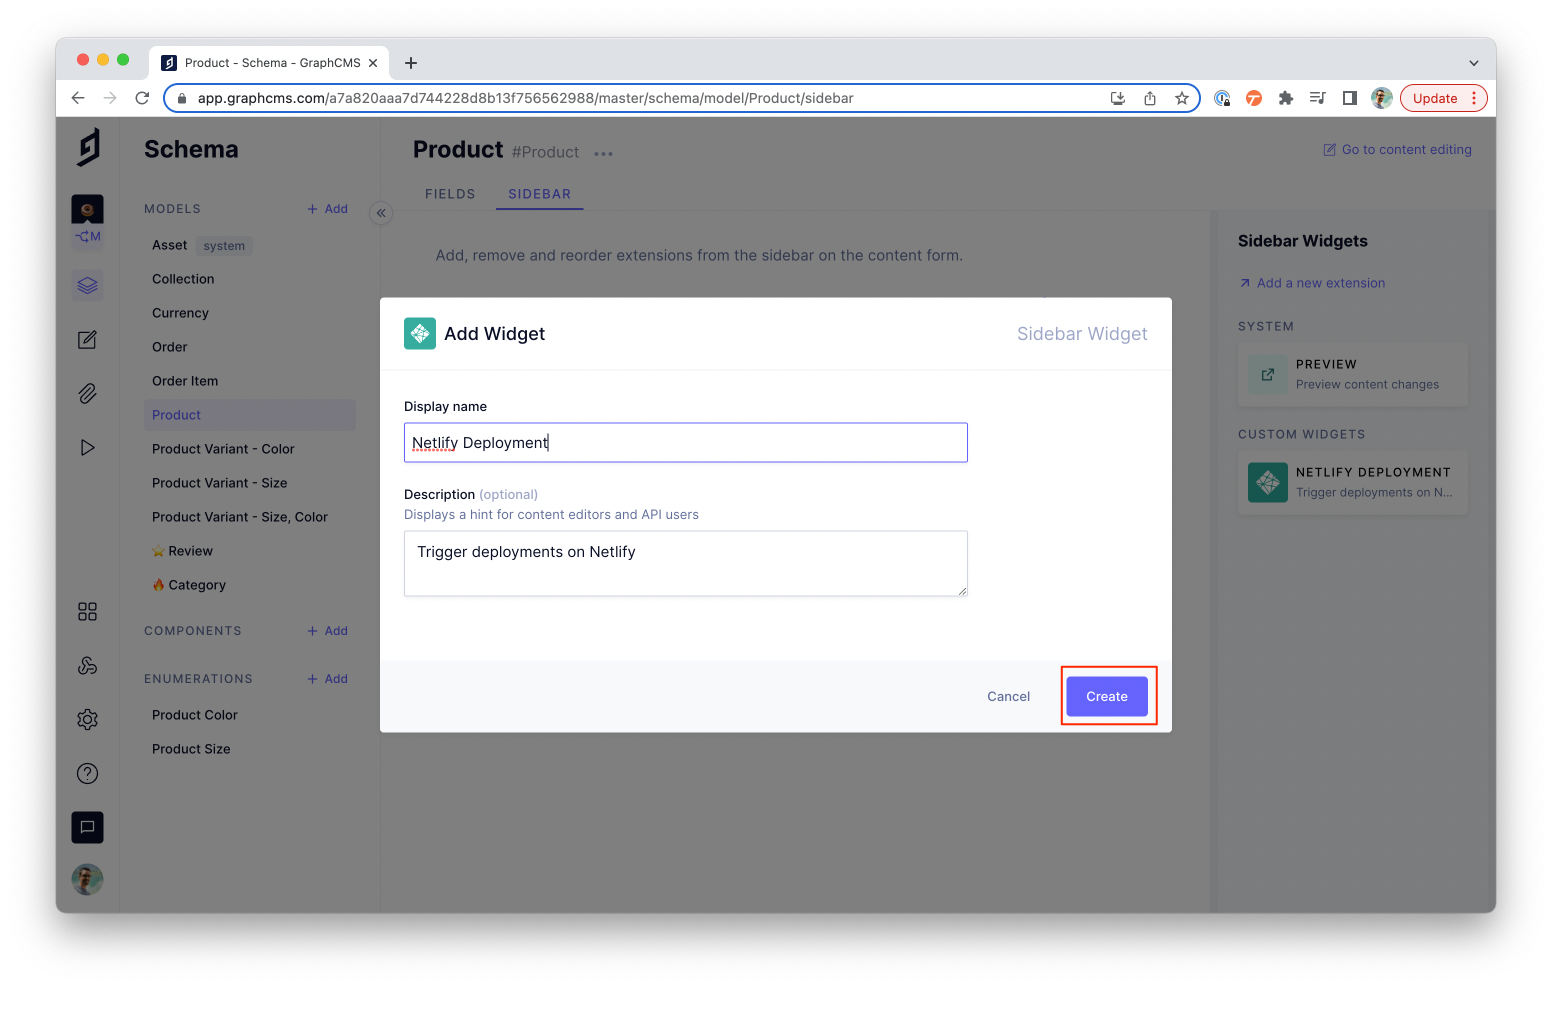 Product - Schema - GraphCMS
app.graphcms.com/a7a820aaa7d744228d8b13f756562988/master/schema/model/Product/sidebar
Update
Schema
Product #Product
Go to content editing
FIELDS SIDEBAR
MODELS + Add
M
Asset system
Collection
Currency
Order
Order Item
Product
Product Variant - Color
Product Variant - Size
Product Variant - Size, Color
Review
Category
COMPONENTS + Add
ENUMERATIONS + Add
Product Color
Product Size
Add, remove and reorder extensions from the sidebar on the content form.
Add Widget
Sidebar Widget
Display name
Netlify Deployment
Description (optional)
Displays a hint for content editors and API users
Trigger deployments on Netlify
Cancel
Create
Sidebar Widgets
Add a new extension
SYSTEM
PREVIEW
Preview content changes
CUSTOM WIDGETS
NETLIFY DEPLOYMENT
Trigger deployments on N...